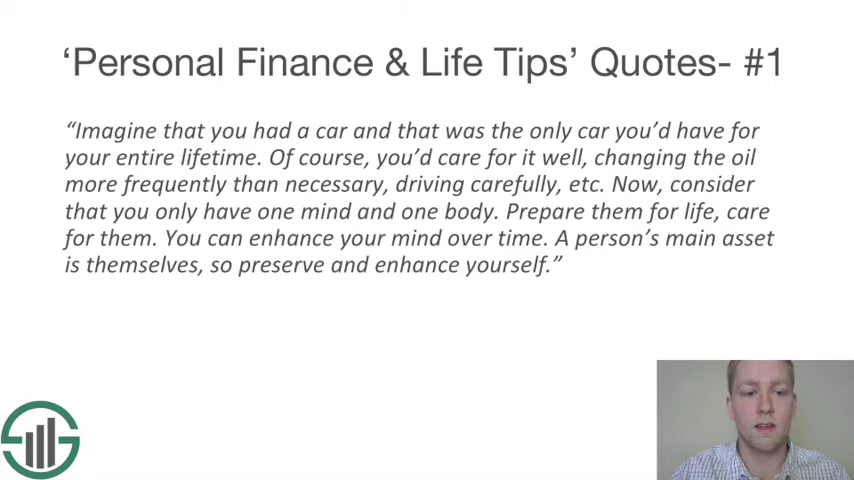 ‘Personal Finance & Life Tips’ Quotes- #1
“Imagine that you had a car and that was the only car you’d have for
your entire lifetime. Of course, you’d care for it well, changing the oil
more frequently than necessary, driving carefully, etc. Now, consider
that you only have one mind and one body. Prepare them for life, care
for them. You can enhance your mind over time. A person’s main asset
is themselves, so preserve and enhance yourself.”